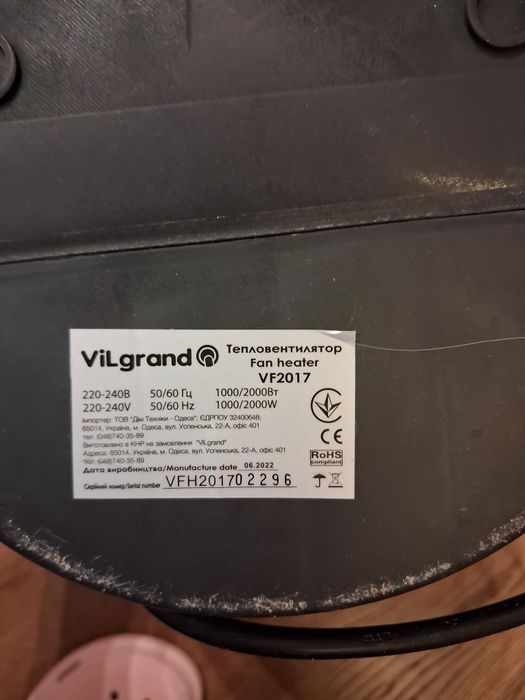 ViLgrand
Тепловентилятор
Fan heater
VF2017
220-240В 50/60 Гц 1000/2000Вт
220-240V 50/60 Hz 1000/2000W
Імпортер: ТОВ "Дім Техніки - Одеса"; ЄДРПОУ 32400648;
65014, Україна, м. Одеса, вул. Успенська, 22-А, офіс 401
тел. (048)740-35-89
Виготовлено в КНР на замовлення "ViLgrand"
Адреса: 65014, Україна, м. Одеса, вул. Успенська, 22-А, офіс 401
тел. (048)740-35-89
Дата виробництва/Manufacture date 06.2022
Серійний номер/Serial number VFH201702296
CE
RoHS
compliant